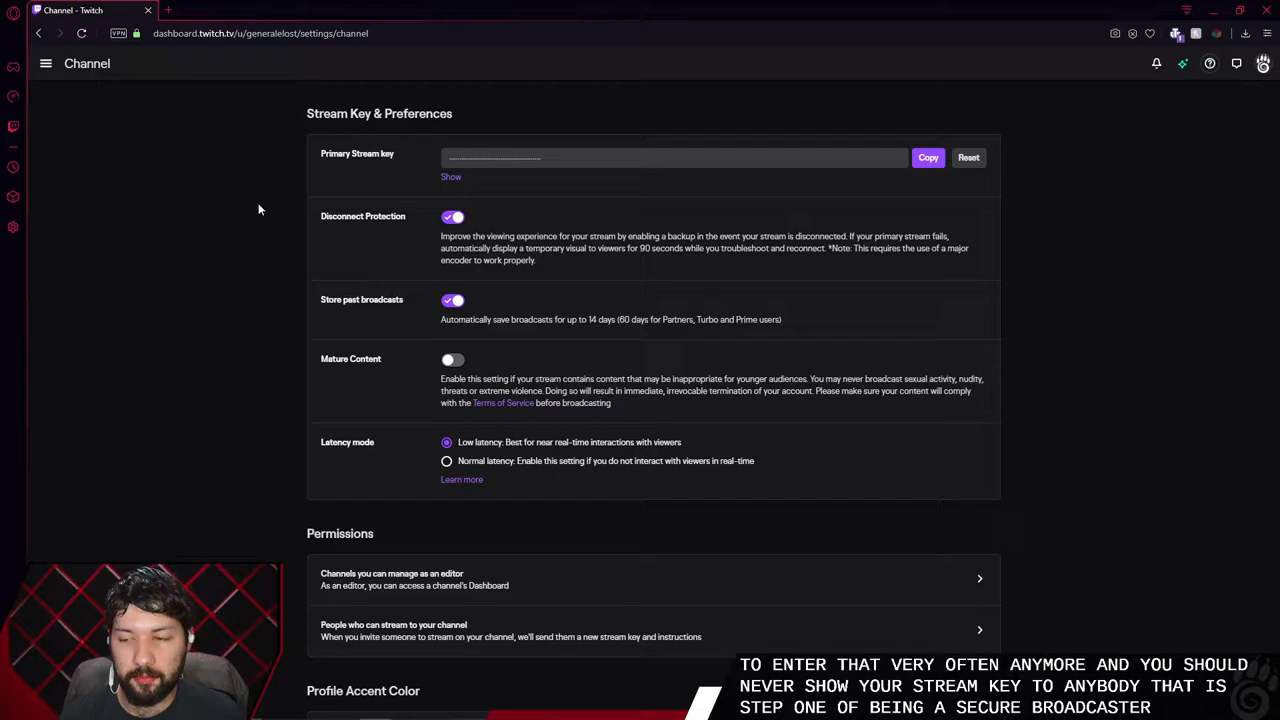 Channel - Twitch
VPN
dashboard.twitch.tv/u/generalelost/settings/channel
Channel
Stream Key & Preferences
Primary Stream key
Copy
Reset
Show
Disconnect Protection
Improve the viewing experience for your stream by enabling a backup in the event your stream is disconnected. If your primary stream fails,
automatically display a temporary visual to viewers for 90 seconds while you troubleshoot and reconnect. *Note: This requires the use of a major
encoder to work properly.
Store past broadcasts
Automatically save broadcasts for up to 14 days (60 days for Partners, Turbo and Prime users)
Mature Content
Enable this setting if your stream contains content that may be inappropriate for younger audiences. You may never broadcast sexual activity, nudity,
threats or extreme violence. Doing so will result in immediate, irrevocable termination of your account. Please make sure your content will comply
with the Terms of Service before broadcasting
Latency mode
Low latency: Best for near real-time interactions with viewers
Normal latency: Enable this setting if you do not interact with viewers in real-time
Learn more
Permissions
Channels you can manage as an editor
As an editor, you can access a channel's Dashboard
People who can stream to your channel
When you invite someone to stream on your channel, we'll send them a new stream key and instructions
Profile Accent Color
TO ENTER THAT VERY OFTEN ANYMORE AND YOU SHOULD
NEVER SHOW YOUR STREAM KEY TO ANYBODY THAT IS
STEP ONE OF BEING A SECURE BROADCASTER